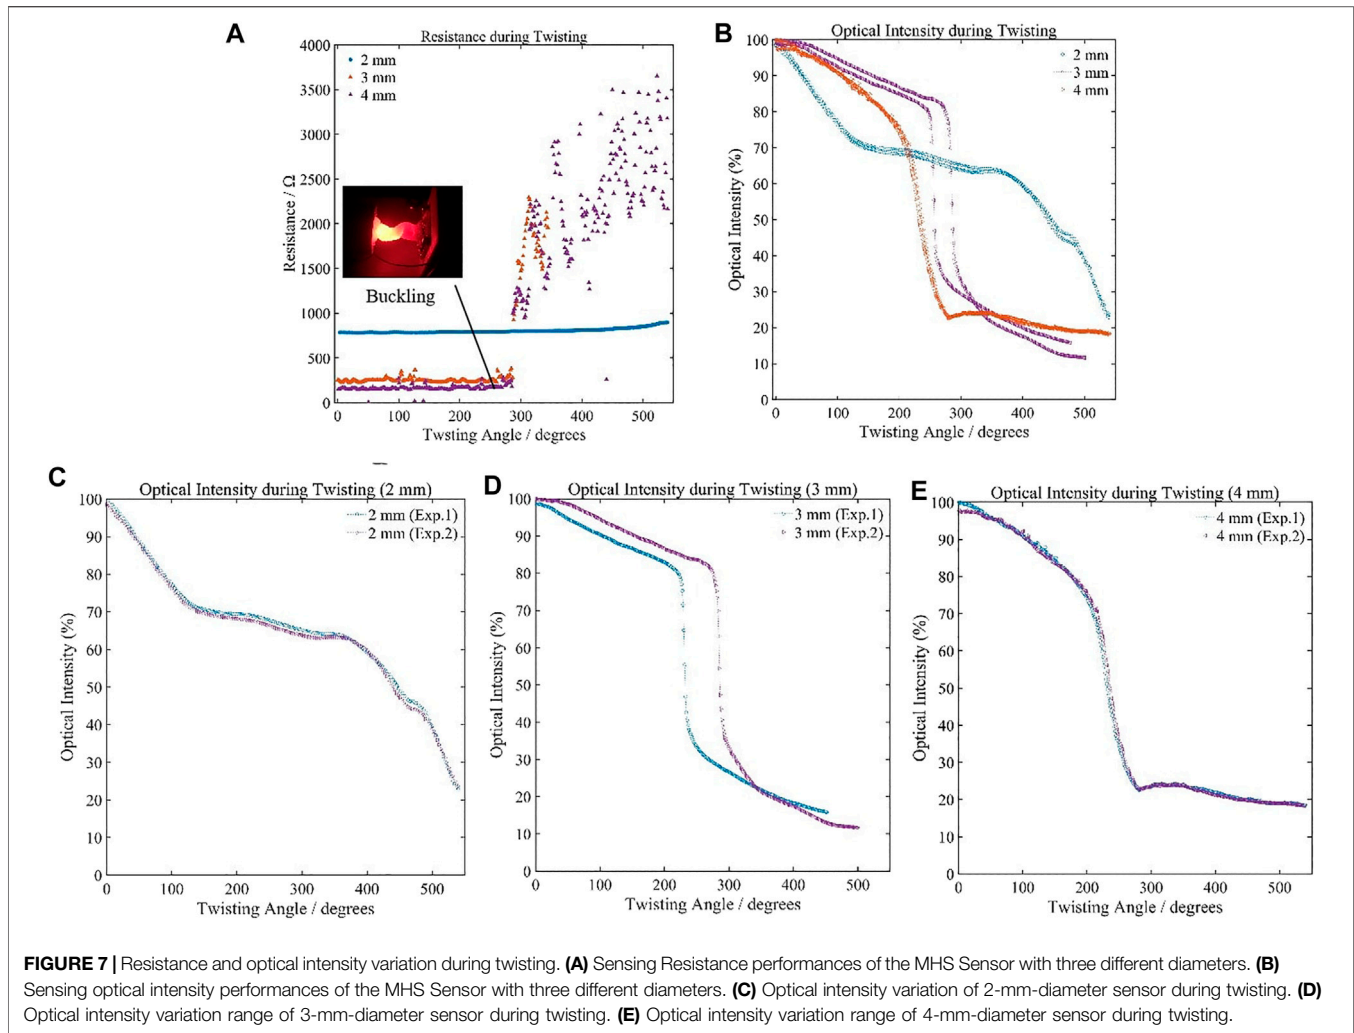 A
Resistance during Twisting
4000
3500
3000
2500
2000
1500
1000
500
0
Resistance / Ω
2 mm
3 mm
4 mm
Buckling
0
100
200
300
400
500
Twsting Angle / degrees
B
Optical Intensity during Twisting
100
90
80
70
60
50
40
30
20
10
0
Optical Intensity (%)
2 mm
3 mm
4 mm
0
100
200
300
400
500
Twisting Angle / degrees
C
Optical Intensity during Twisting (2 mm)
100
90
80
70
60
50
40
30
20
10
0
Optical Intensity (%)
2 mm (Exp.1)
2 mm (Exp.2)
0
100
200
300
400
500
Twisting Angle / degrees
D
Optical Intensity during Twisting (3 mm)
100
90
80
70
60
50
40
30
20
10
0
Optical Intensity (%)
3 mm (Exp.1)
3 mm (Exp.2)
0
100
200
300
400
500
Twisting Angle / degrees
E
Optical Intensity during Twisting (4 mm)
100
90
80
70
60
50
40
30
20
10
0
Optical Intensity (%)
4 mm (Exp.1)
4 mm (Exp.2)
0
100
200
300
400
500
Twisting Angle / degrees
FIGURE 7 | Resistance and optical intensity variation during twisting. (A) Sensing Resistance performances of the MHS Sensor with three different diameters. (B)
Sensing optical intensity performances of the MHS Sensor with three different diameters. (C) Optical intensity variation of 2-mm-diameter sensor during twisting. (D)
Optical intensity variation range of 3-mm-diameter sensor during twisting. (E) Optical intensity variation range of 4-mm-diameter sensor during twisting.